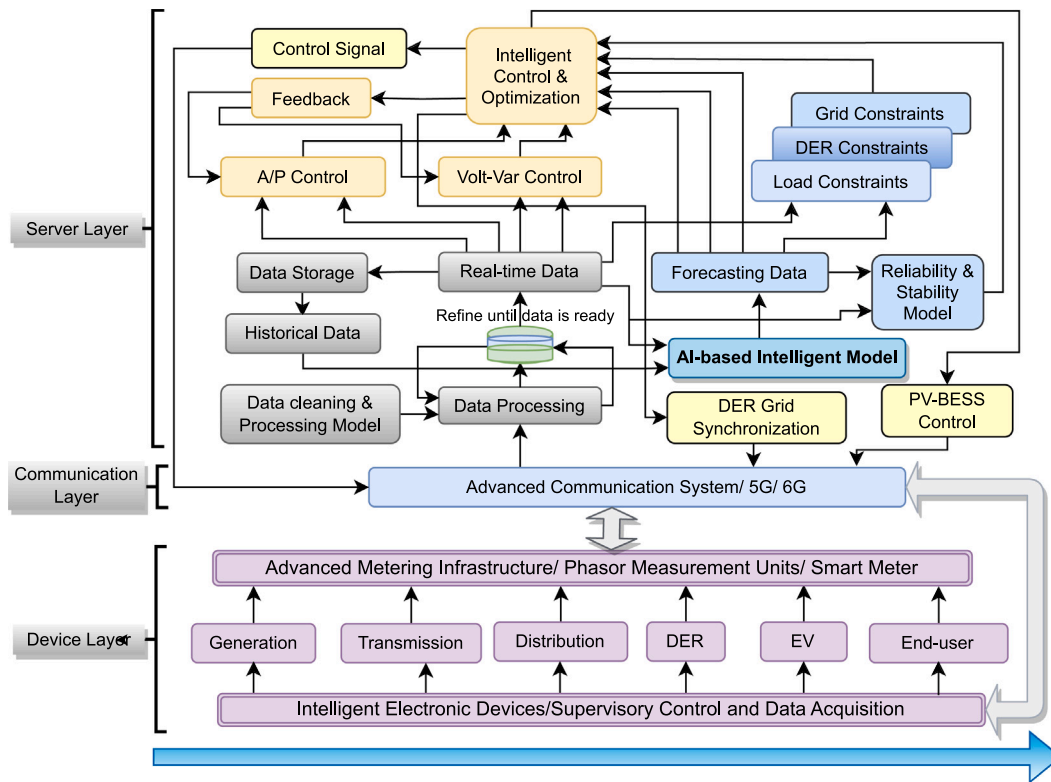 Control Signal
Intelligent
Control &
Optimization
Feedback
Grid Constraints
DER Constraints
Load Constraints
A/P Control
Volt-Var Control
Server Layer
Data Storage
Real-time Data
Forecasting Data
Reliability &
Stability
Model
Refine until data is ready
Historical Data
AI-based Intelligent Model
Data cleaning &
Processing Model
Data Processing
DER Grid
Synchronization
PV-BESS
Control
Communication
Layer
Advanced Communication System/ 5G/ 6G
Advanced Metering Infrastructure/ Phasor Measurement Units/ Smart Meter
Device Layer
Generation
Transmission
Distribution
DER
EV
End-user
Intelligent Electronic Devices/Supervisory Control and Data Acquisition